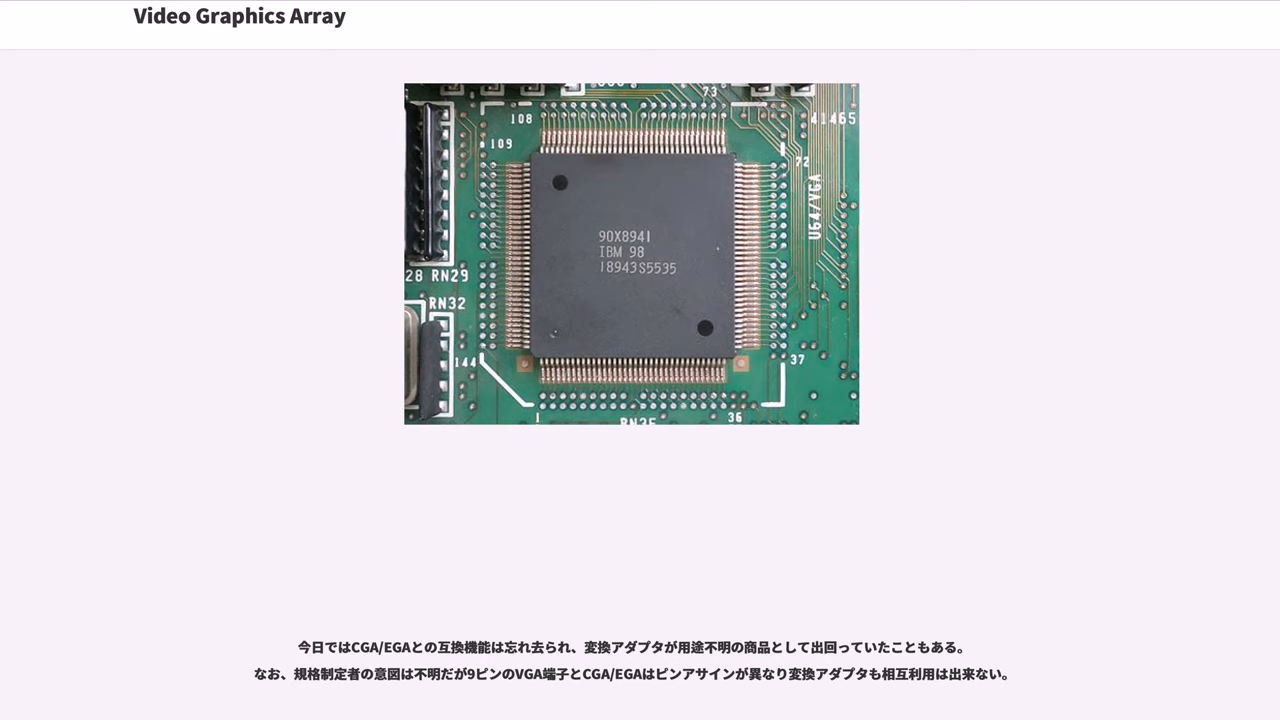 Video Graphics Array
73
108
41465
109
72
U64/VGA
90X8941
IBM 98
18943S5535
28 RN29
RN32
144
37
1
36
RN35
今日ではCGA/EGAとの互換機能は忘れ去られ、変換アダプタが用途不明の商品として出回っていたこともある。
なお、規格制定者の意図は不明だが9ピンのVGA端子とCGA/EGAはピンアサインが異なり変換アダプタも相互利用は出来ない。